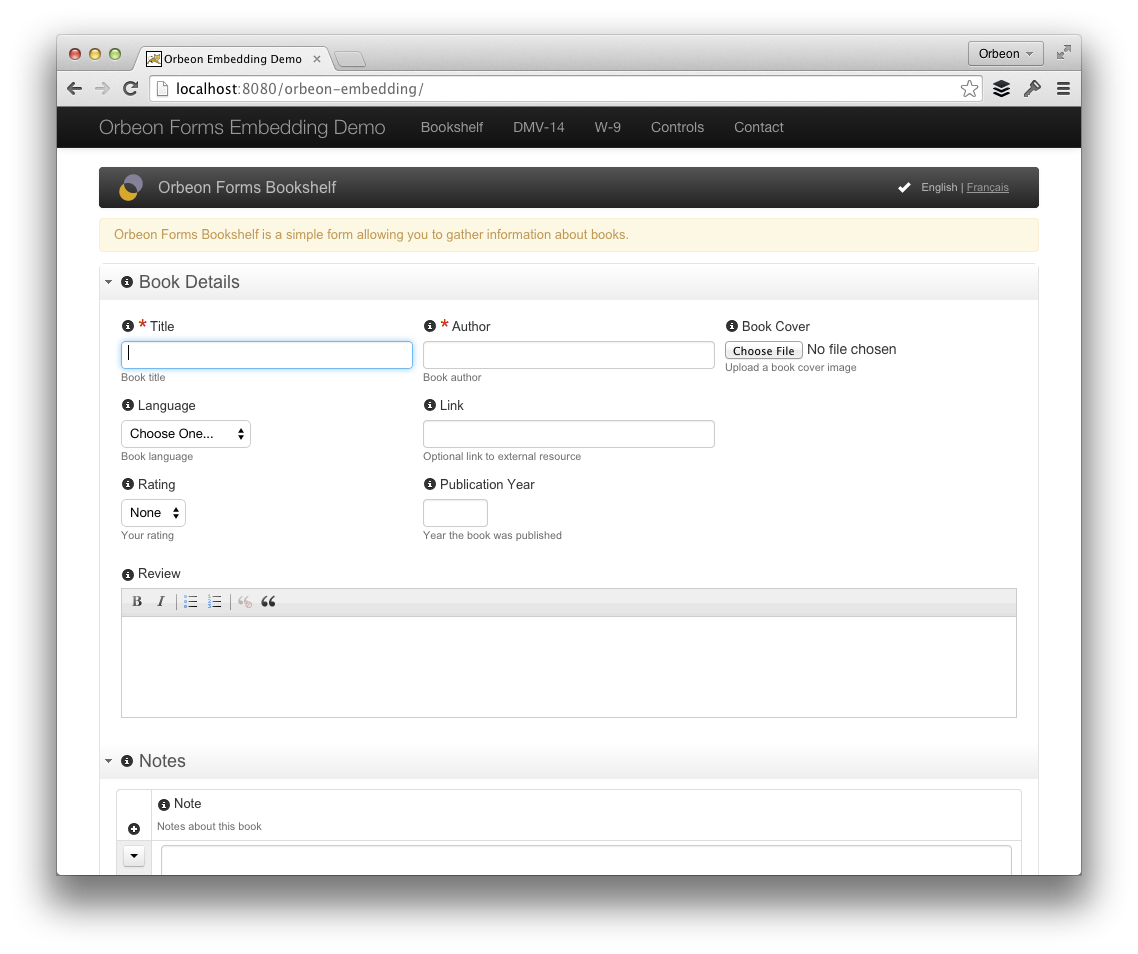 Orbeon Embedding Demo
Orbeon
localhost:8080/orbeon-embedding/
Orbeon Forms Embedding Demo Bookshelf DMV-14 W-9 Controls Contact
Orbeon Forms Bookshelf English | Français
Orbeon Forms Bookshelf is a simple form allowing you to gather information about books.
Book Details
* Title * Author Book Cover
Choose File No file chosen
Book title Book author Upload a book cover image
Language Link
Choose One...
Book language Optional link to external resource
Rating Publication Year
None
Your rating Year the book was published
Review
B I
Notes
Note
Notes about this book